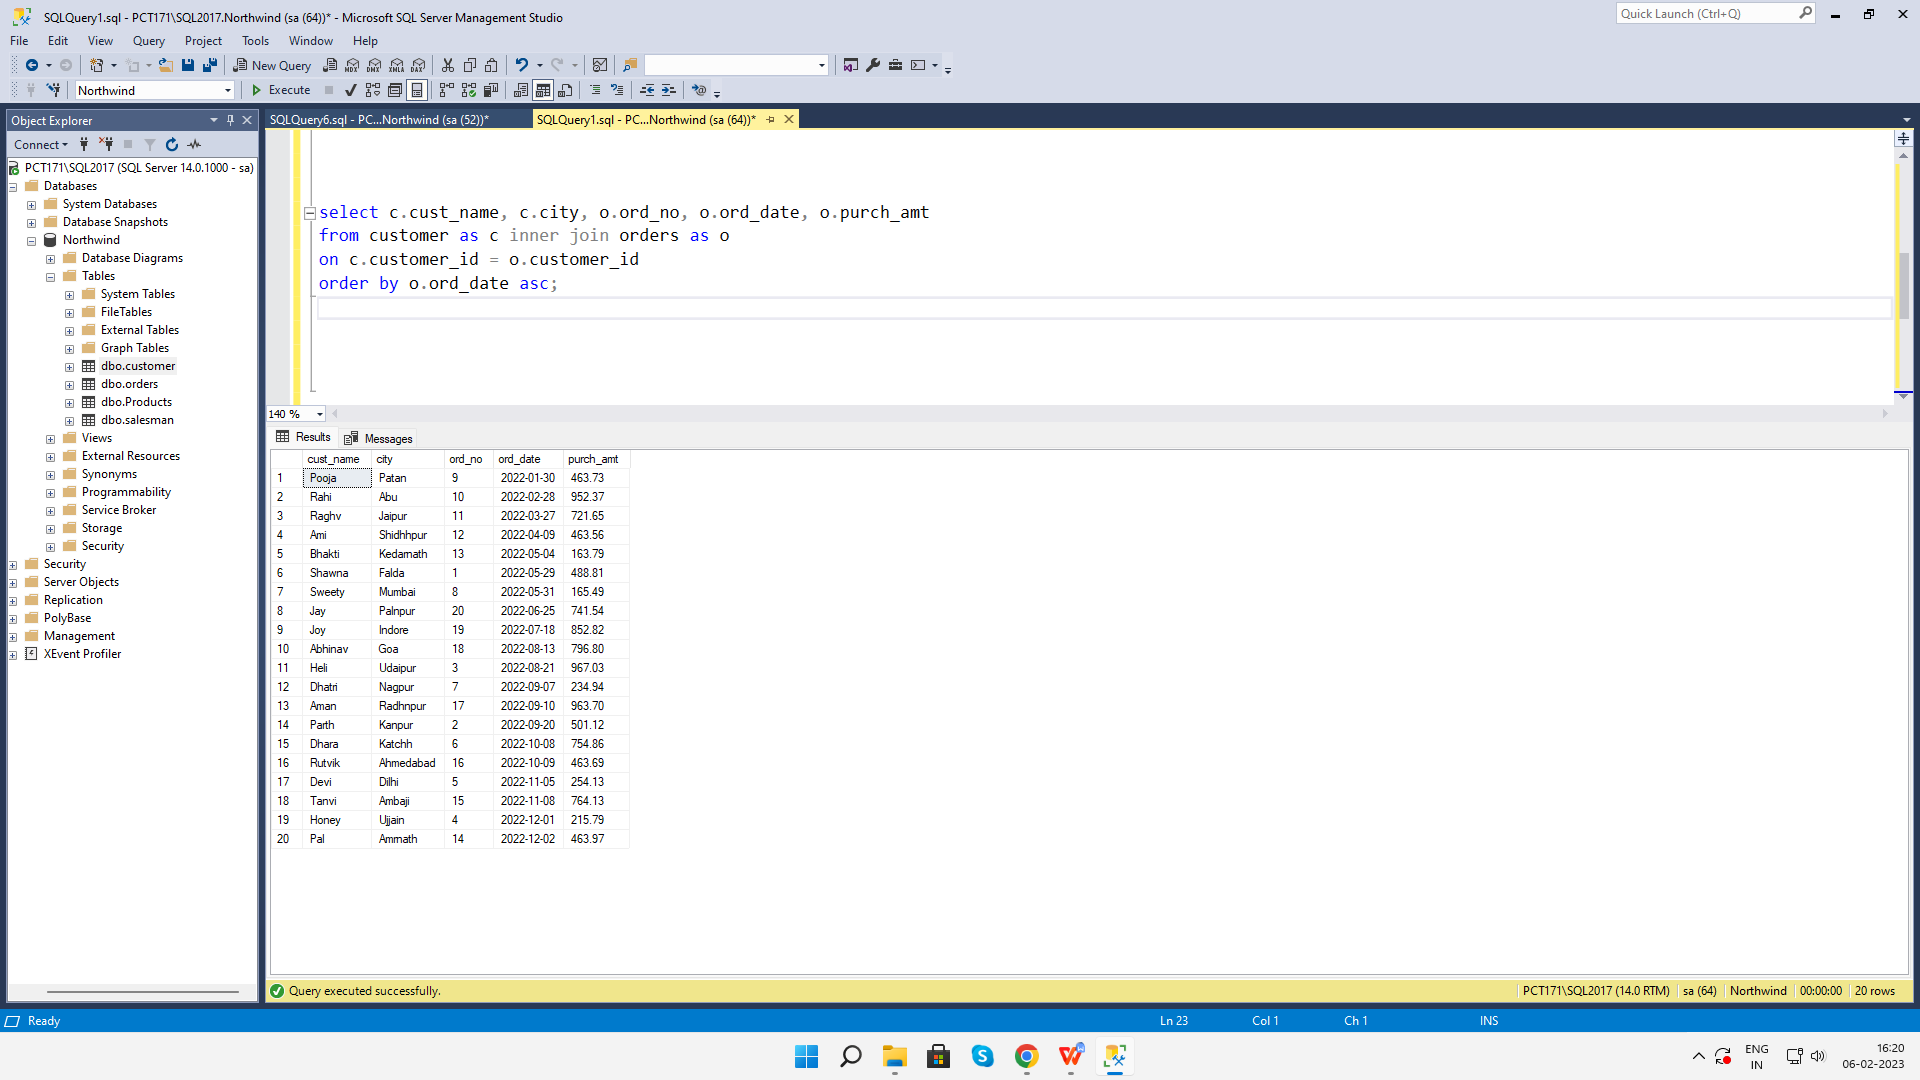 SQLQuery1.sql - PCT171\SQL2017.Northwind (sa (64))* - Microsoft SQL Server Management Studio
Quick Launch (Ctrl+Q)
File Edit View Query Project Tools Window Help
New Query MDX DMX XMLA DAX
Northwind Execute
Object Explorer
SQLQuery6.sql - PC...Northwind (sa (52))*
SQLQuery1.sql - PC...Northwind (sa (64))*
Connect
PCT171\SQL2017 (SQL Server 14.0.1000 - sa)
Databases
System Databases
Database Snapshots
Northwind
Database Diagrams
Tables
System Tables
FileTables
External Tables
Graph Tables
dbo.customer
dbo.orders
dbo.Products
dbo.salesman
Views
External Resources
Synonyms
Programmability
Service Broker
Storage
Security
Security
Server Objects
Replication
PolyBase
Management
XEvent Profiler
select c.cust_name, c.city, o.ord_no, o.ord_date, o.purch_amt
from customer as c inner join orders as o
on c.customer_id = o.customer_id
order by o.ord_date asc;
140 %
Results Messages
cust_name city ord_no ord_date purch_amt
1 Pooja Patan 9 2022-01-30 463.73
2 Rahi Abu 10 2022-02-28 952.37
3 Raghv Jaipur 11 2022-03-27 721.65
4 Ami Shidhhpur 12 2022-04-09 463.56
5 Bhakti Kedarnath 13 2022-05-04 163.79
6 Shawna Falda 1 2022-05-29 488.81
7 Sweety Mumbai 8 2022-05-31 165.49
8 Jay Palnpur 20 2022-06-25 741.54
9 Joy Indore 19 2022-07-18 852.82
10 Abhinav Goa 18 2022-08-13 796.80
11 Heli Udaipur 3 2022-08-21 967.03
12 Dhatri Nagpur 7 2022-09-07 234.94
13 Aman Radhnpur 17 2022-09-10 963.70
14 Parth Kanpur 2 2022-09-20 501.12
15 Dhara Katchh 6 2022-10-08 754.86
16 Rutvik Ahmedabad 16 2022-10-09 463.69
17 Devi Dilhi 5 2022-11-05 254.13
18 Tanvi Ambaji 15 2022-11-08 764.13
19 Honey Ujjain 4 2022-12-01 215.79
20 Pal Amrnath 14 2022-12-02 463.97
Query executed successfully. PCT171\SQL2017 (14.0 RTM) sa (64) Northwind 00:00:00 20 rows
Ready Ln 23 Col 1 Ch 1 INS
ENG
IN
16:20
06-02-2023